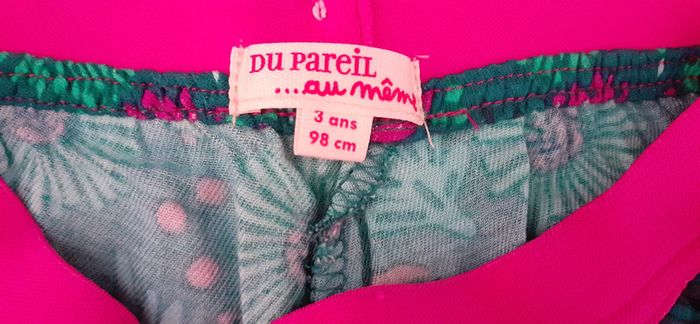 DU PAREIL
...au même
3 ans
98 cm